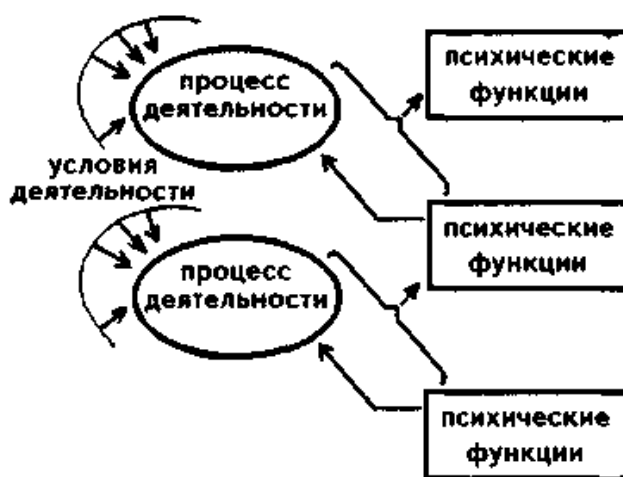 психические
функции
процесс
деятельности
условия
деятельности
психические
функции
процесс
деятельности
психические
функции